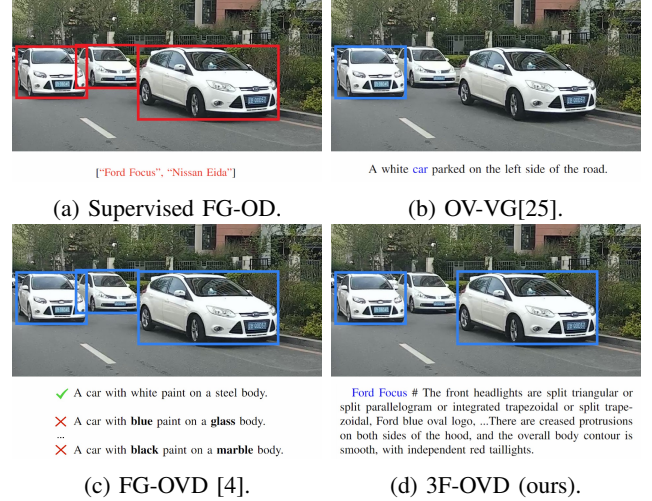 ["Ford Focus", "Nissan Eida"]
(a) Supervised FG-OD.
A white car parked on the left side of the road.
(b) OV-VG[25].
A car with white paint on a steel body.
A car with blue paint on a glass body.
...
A car with black paint on a marble body.
(c) FG-OVD [4].
Ford Focus # The front headlights are split triangular or
split parallelogram or integrated trapezoidal or split trape-
zoidal, Ford blue oval logo, ...There are creased protrusions
on both sides of the hood, and the overall body contour is
smooth, with independent red taillights.
(d) 3F-OVD (ours).